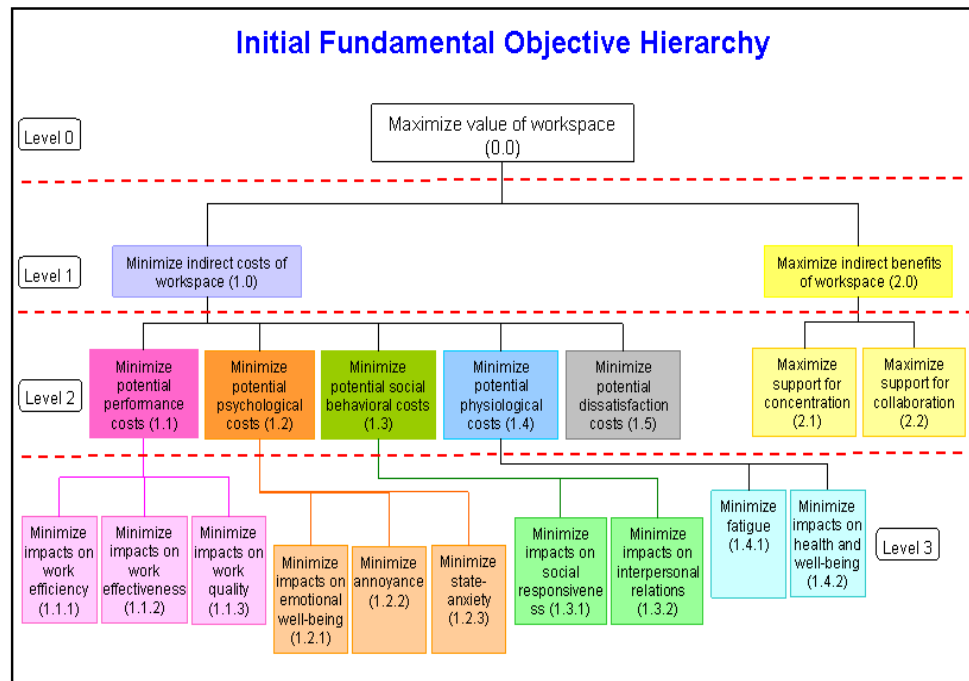 Initial Fundamental Objective Hierarchy
Level 0
Maximize value of workspace
(0.0)
Level 1
Minimize indirect costs of
workspace (1.0)
Maximize indirect benefits
of workspace (2.0)
Level 2
Minimize
potential
performance
costs (1.1)
Minimize
potential
psychological
costs (1.2)
Minimize
potential social
behavioral costs
(1.3)
Minimize
potential
physiological
costs (1.4)
Minimize
potential
dissatisfaction
costs (1.5)
Maximize
support for
concentration
(2.1)
Maximize
support for
collaboration
(2.2)
Minimize
impacts on
work
efficiency
(1.1.1)
Minimize
impacts on
work
effectiveness
(1.1.2)
Minimize
impacts on
work
quality
(1.1.3)
Minimize
impacts on
emotional
well-being
(1.2.1)
Minimize
annoyance
(1.2.2)
Minimize
state-
anxiety
(1.2.3)
Minimize
impacts on
social
responsivene
ss (1.3.1)
Minimize
impacts on
interpersonal
relations
(1.3.2)
Minimize
fatigue
(1.4.1)
Minimize
impacts on
health and
well-being
(1.4.2)
Level 3